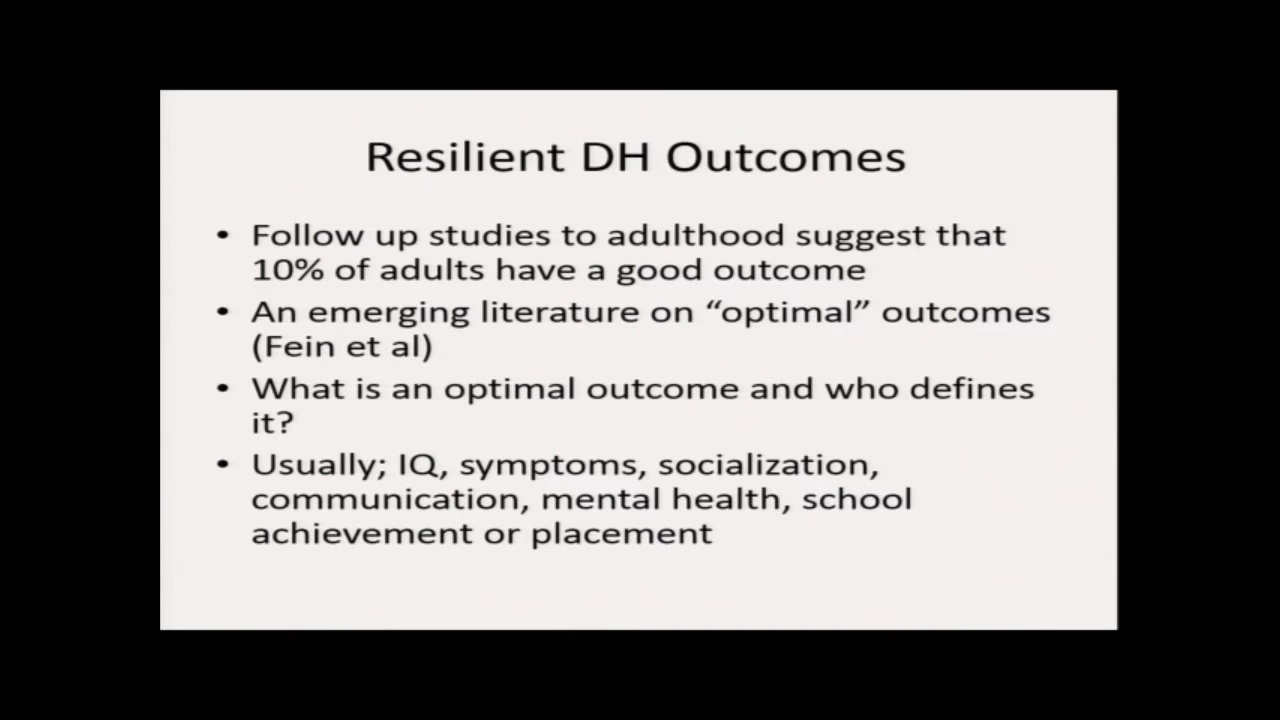 Resilient DH Outcomes
• Follow up studies to adulthood suggest that
10% of adults have a good outcome
• An emerging literature on “optimal” outcomes
(Fein et al)
• What is an optimal outcome and who defines
it?
• Usually; IQ, symptoms, socialization,
communication, mental health, school
achievement or placement